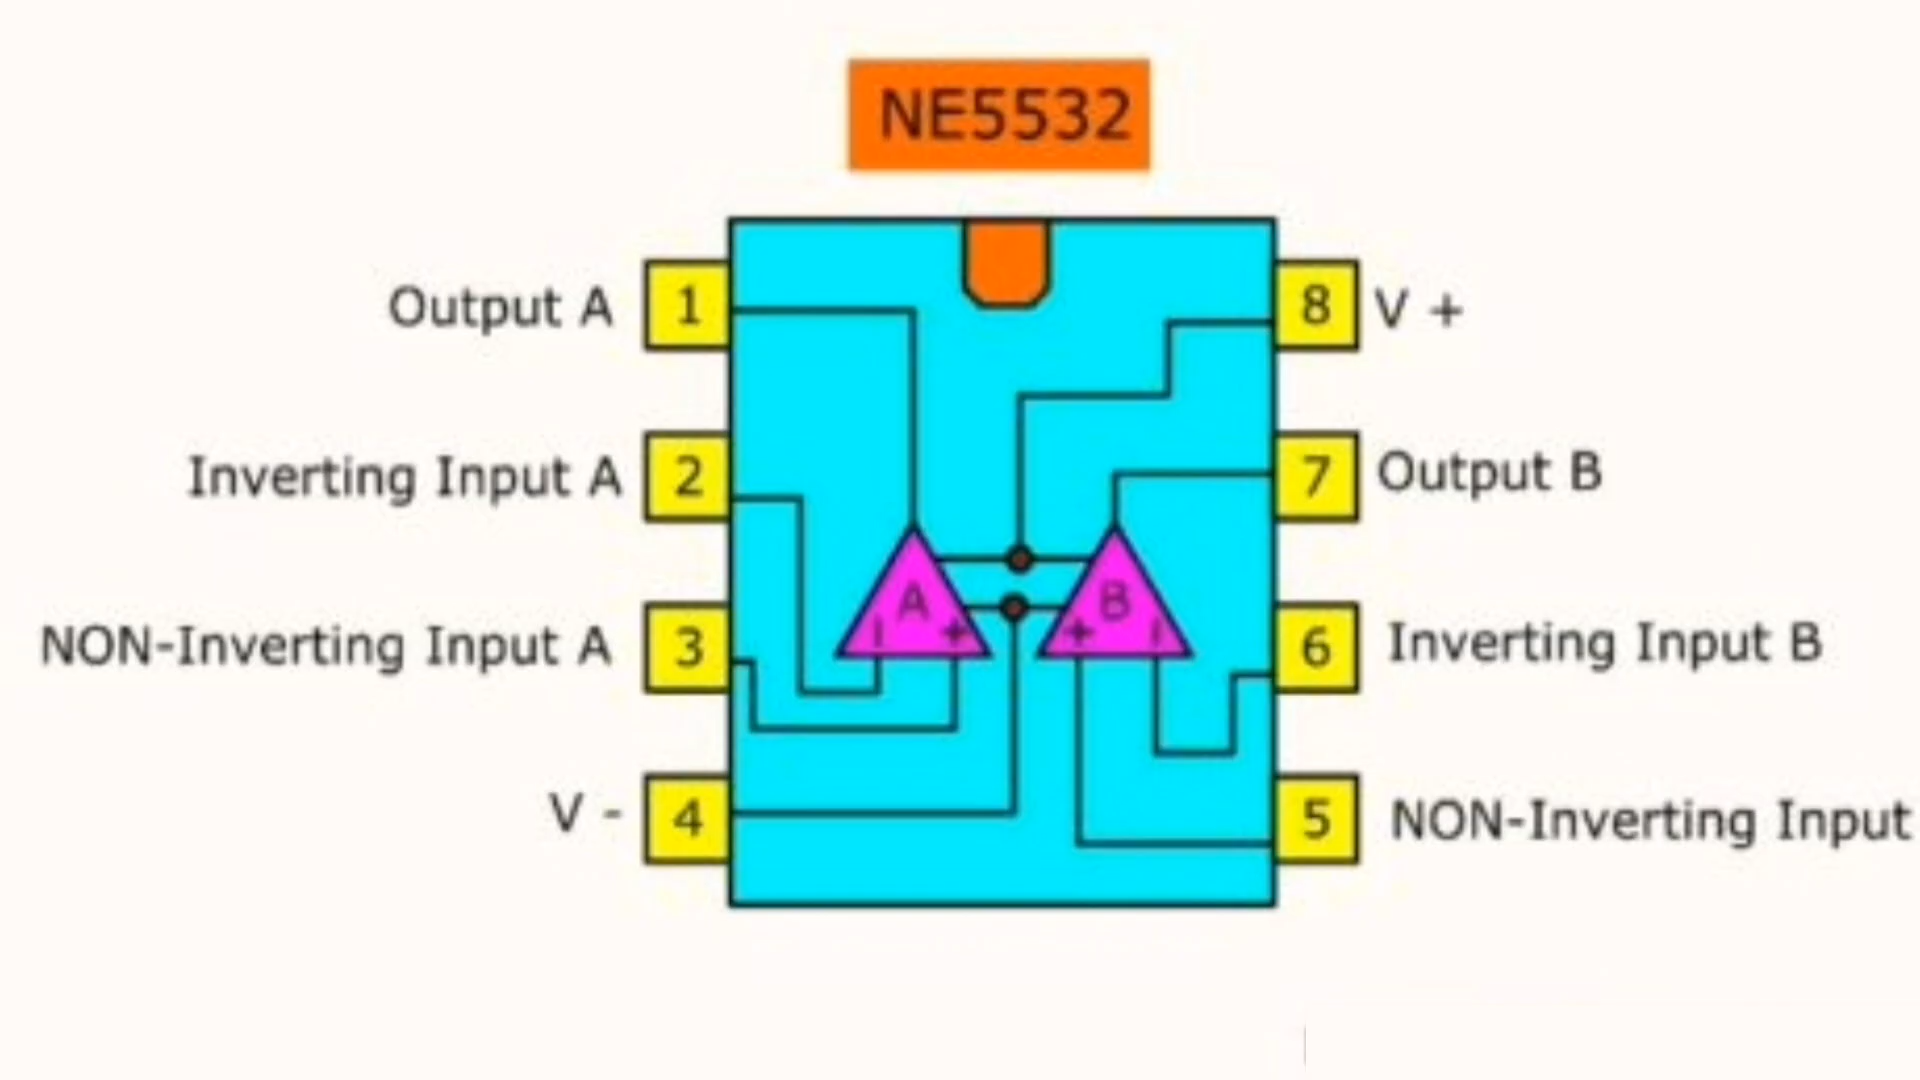 NE5532
Output A 1
8 V +
Inverting Input A 2
7 Output B
NON-Inverting Input A 3
6 Inverting Input B
V - 4
5 NON-Inverting Input
A
B
- +
+ -